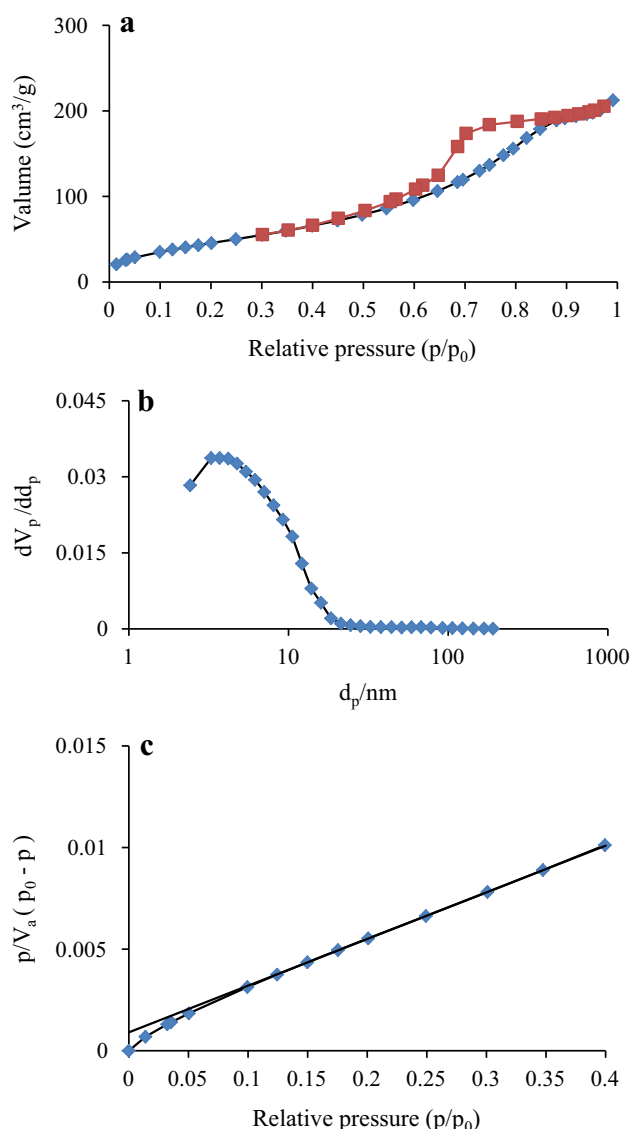 a
Valume (cm³/g)
300
200
100
0
0 0.1 0.2 0.3 0.4 0.5 0.6 0.7 0.8 0.9 1
Relative pressure (p/p₀)
b
dVₚ/ddₚ
0.045
0.03
0.015
0
1 10 100 1000
dₚ/nm
c
p/Vₐ ( p₀ - p )
0.015
0.01
0.005
0
0 0.05 0.1 0.15 0.2 0.25 0.3 0.35 0.4
Relative pressure (p/p₀)